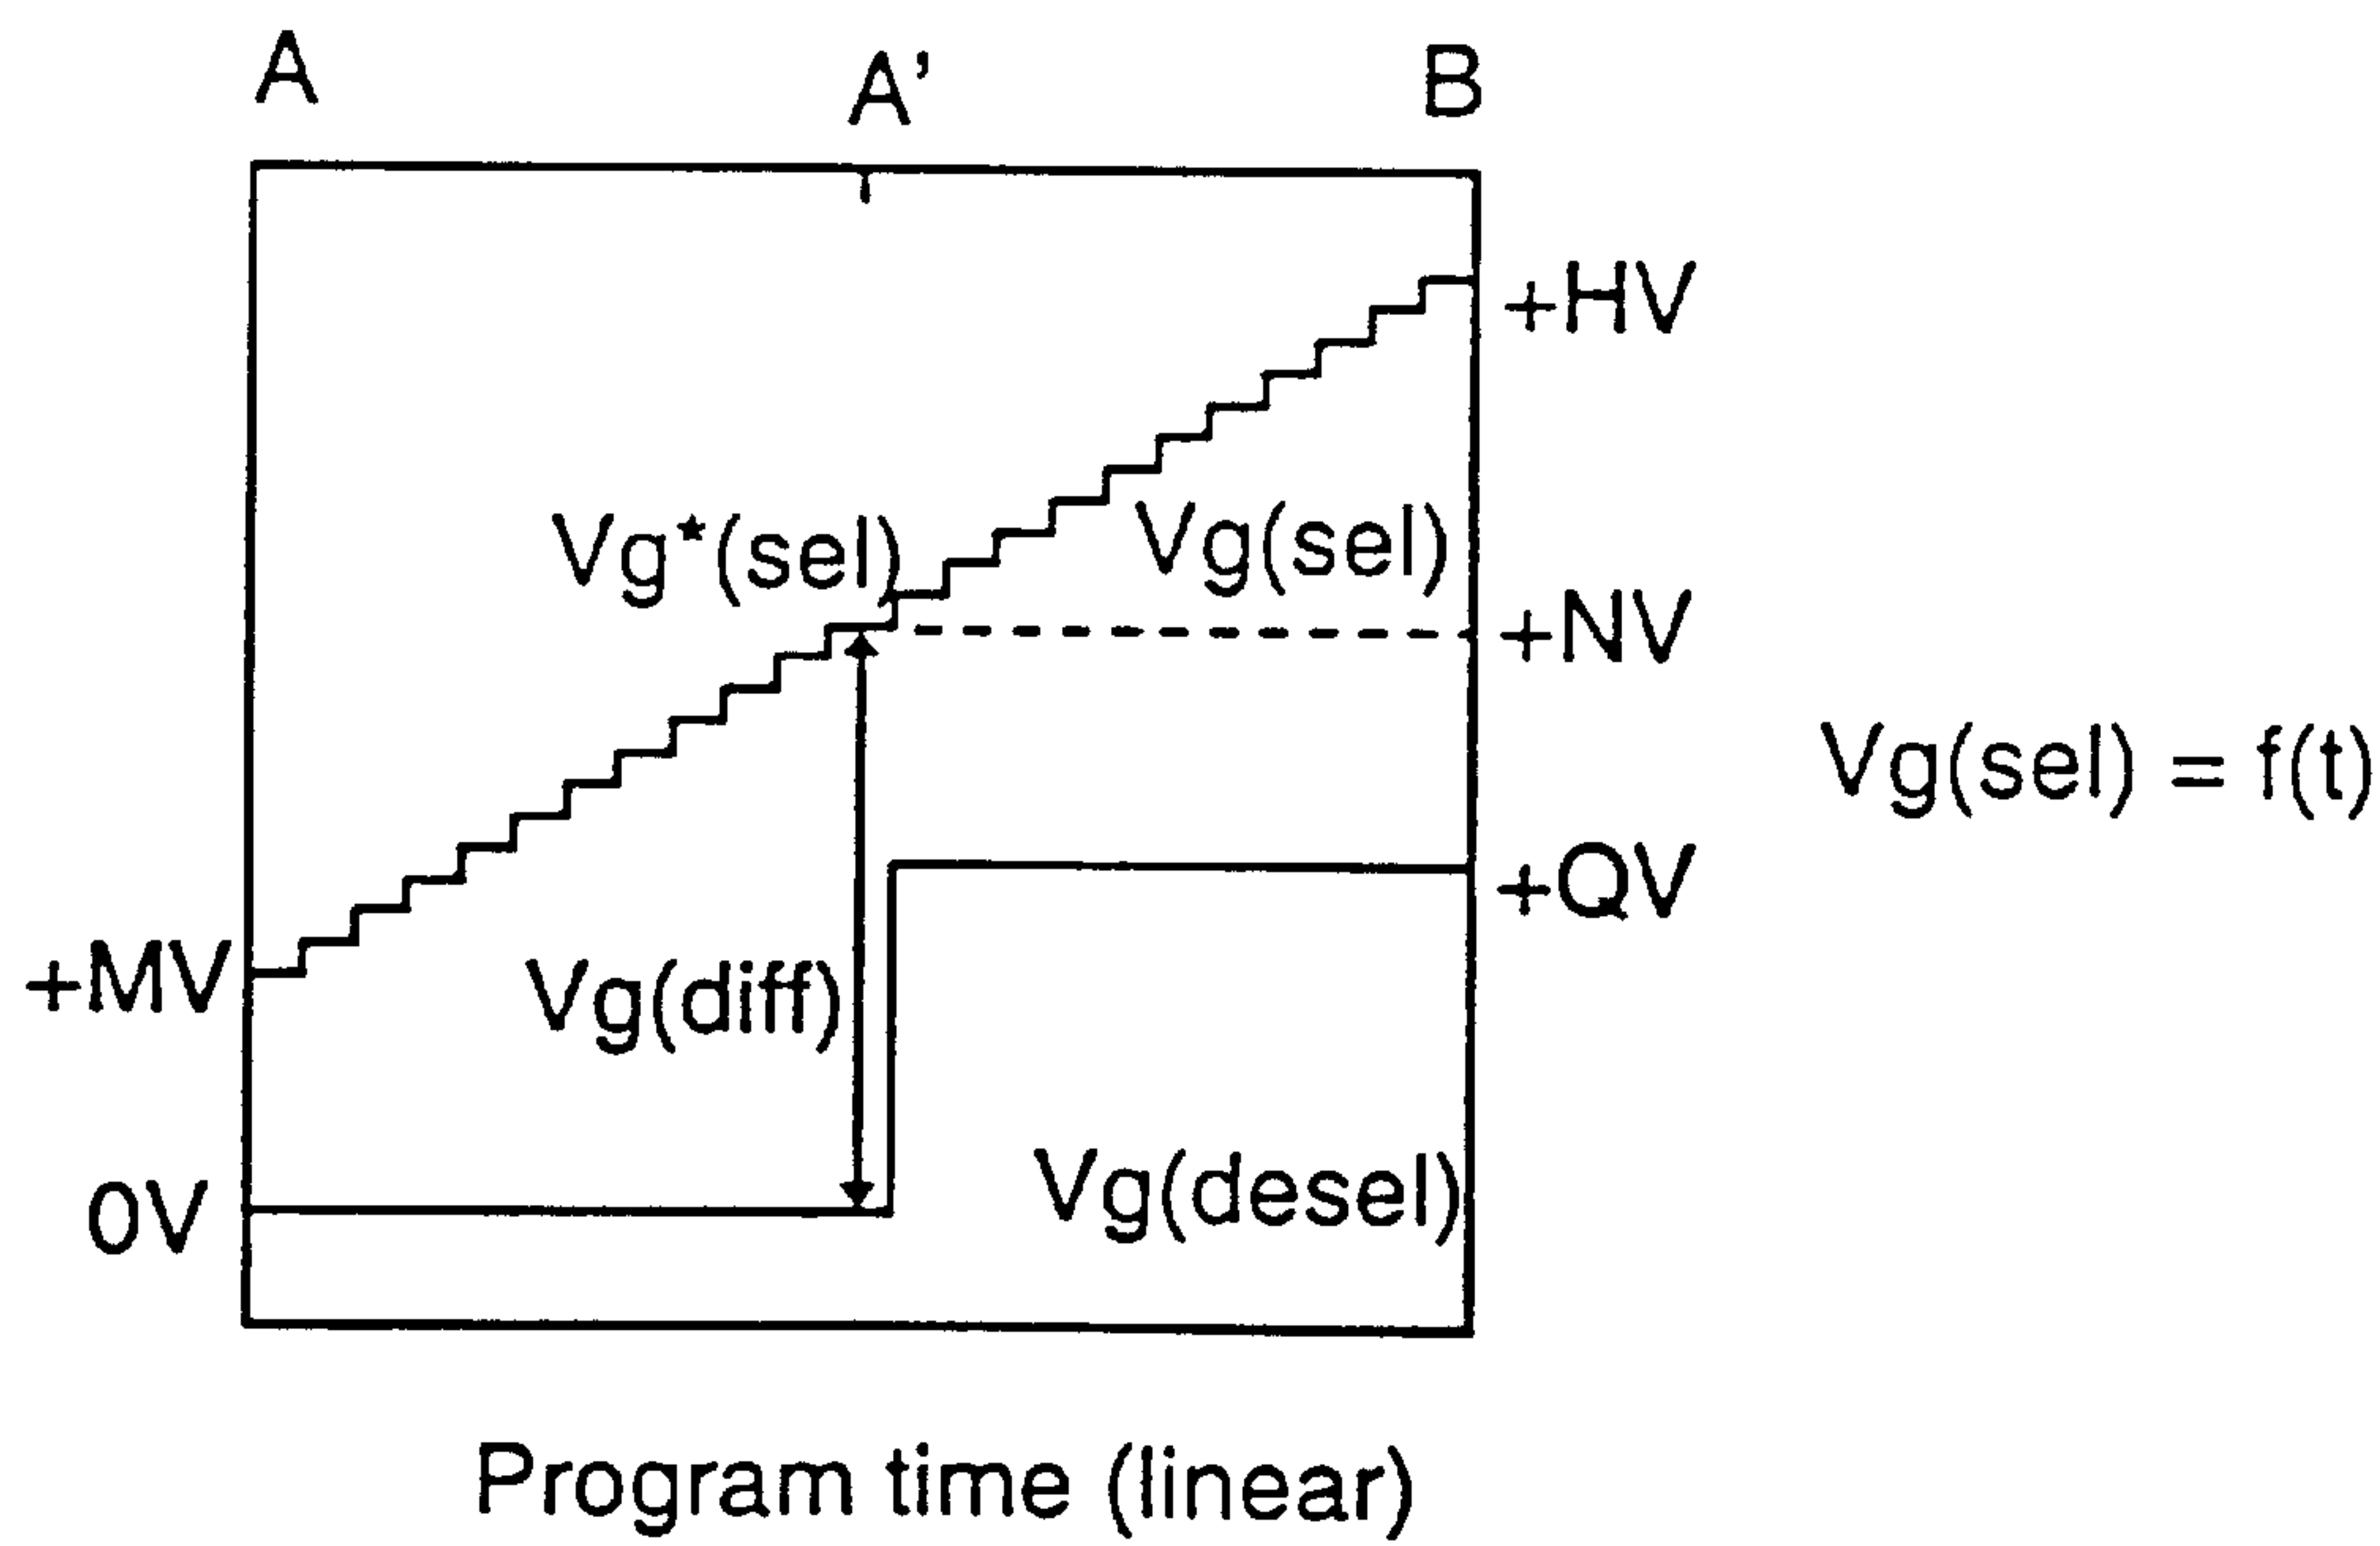 A
A’
B
+HV
Vg*(sel)
Vg(sel)
+NV
Vg(sel) = f(t)
+QV
+MV
Vg(diff)
0V
Vg(desel)
Program time (linear)